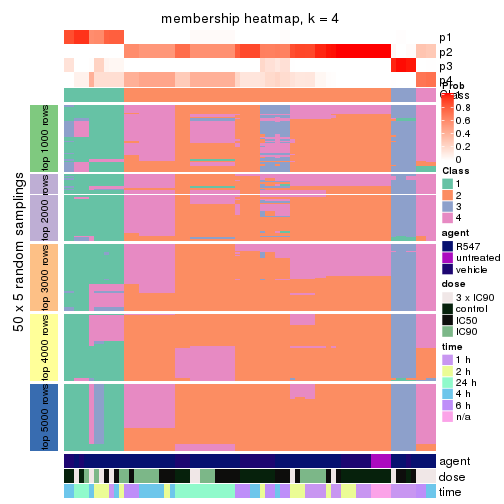 membership heatmap, k = 4
p1
p2
p3
p4
Prob
Class
0.8
0.6
0.4
0.2
0
Class
1
2
3
4
agent
R547
untreated
vehicle
dose
3 x IC90
control
IC50
IC90
time
1 h
2 h
24 h
4 h
6 h
n/a
50 x 5 random samplings
top 1000 rows
top 2000 rows
top 3000 rows
top 4000 rows
top 5000 rows
agent
dose
time